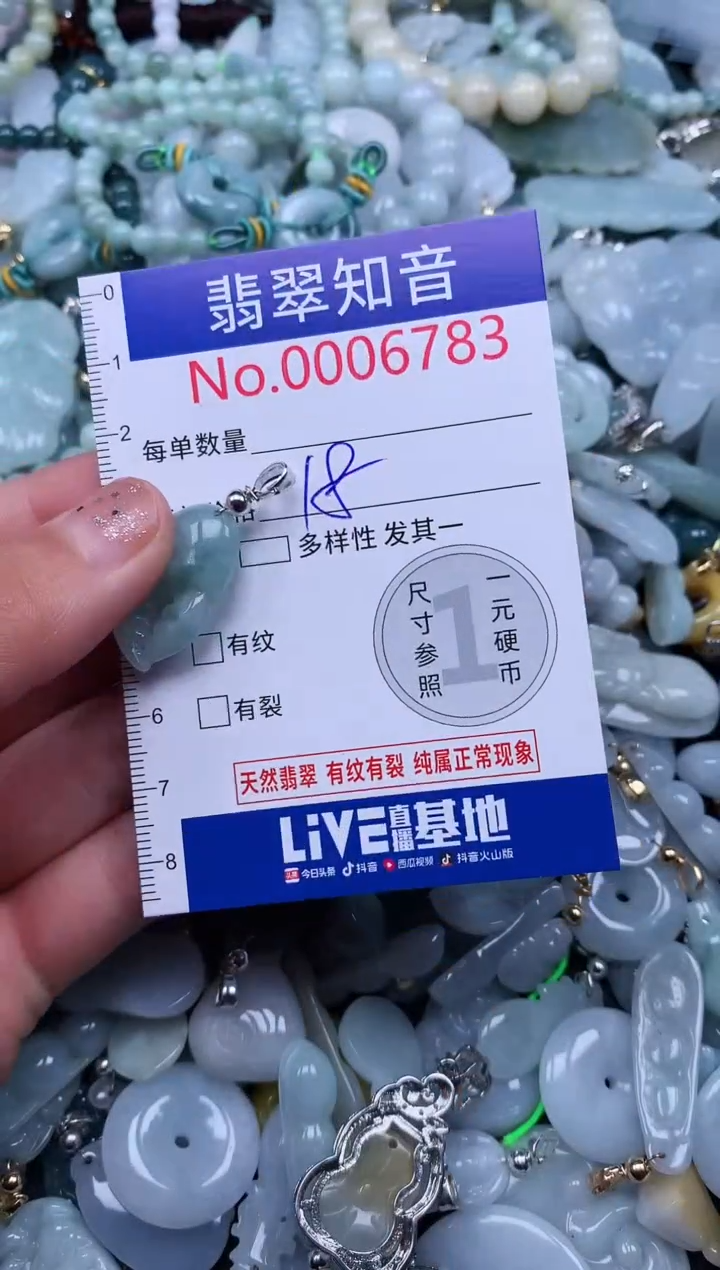 翡翠知音
No.0006783
0
1
2
每单数量
18
多样性 发其一
有纹
有裂
尺寸参照
1
一元硬币
6
7
8
天然翡翠 有纹有裂 纯属正常现象
LiVE直播基地
头条 今日头条 抖音 西瓜视频 抖音火山版